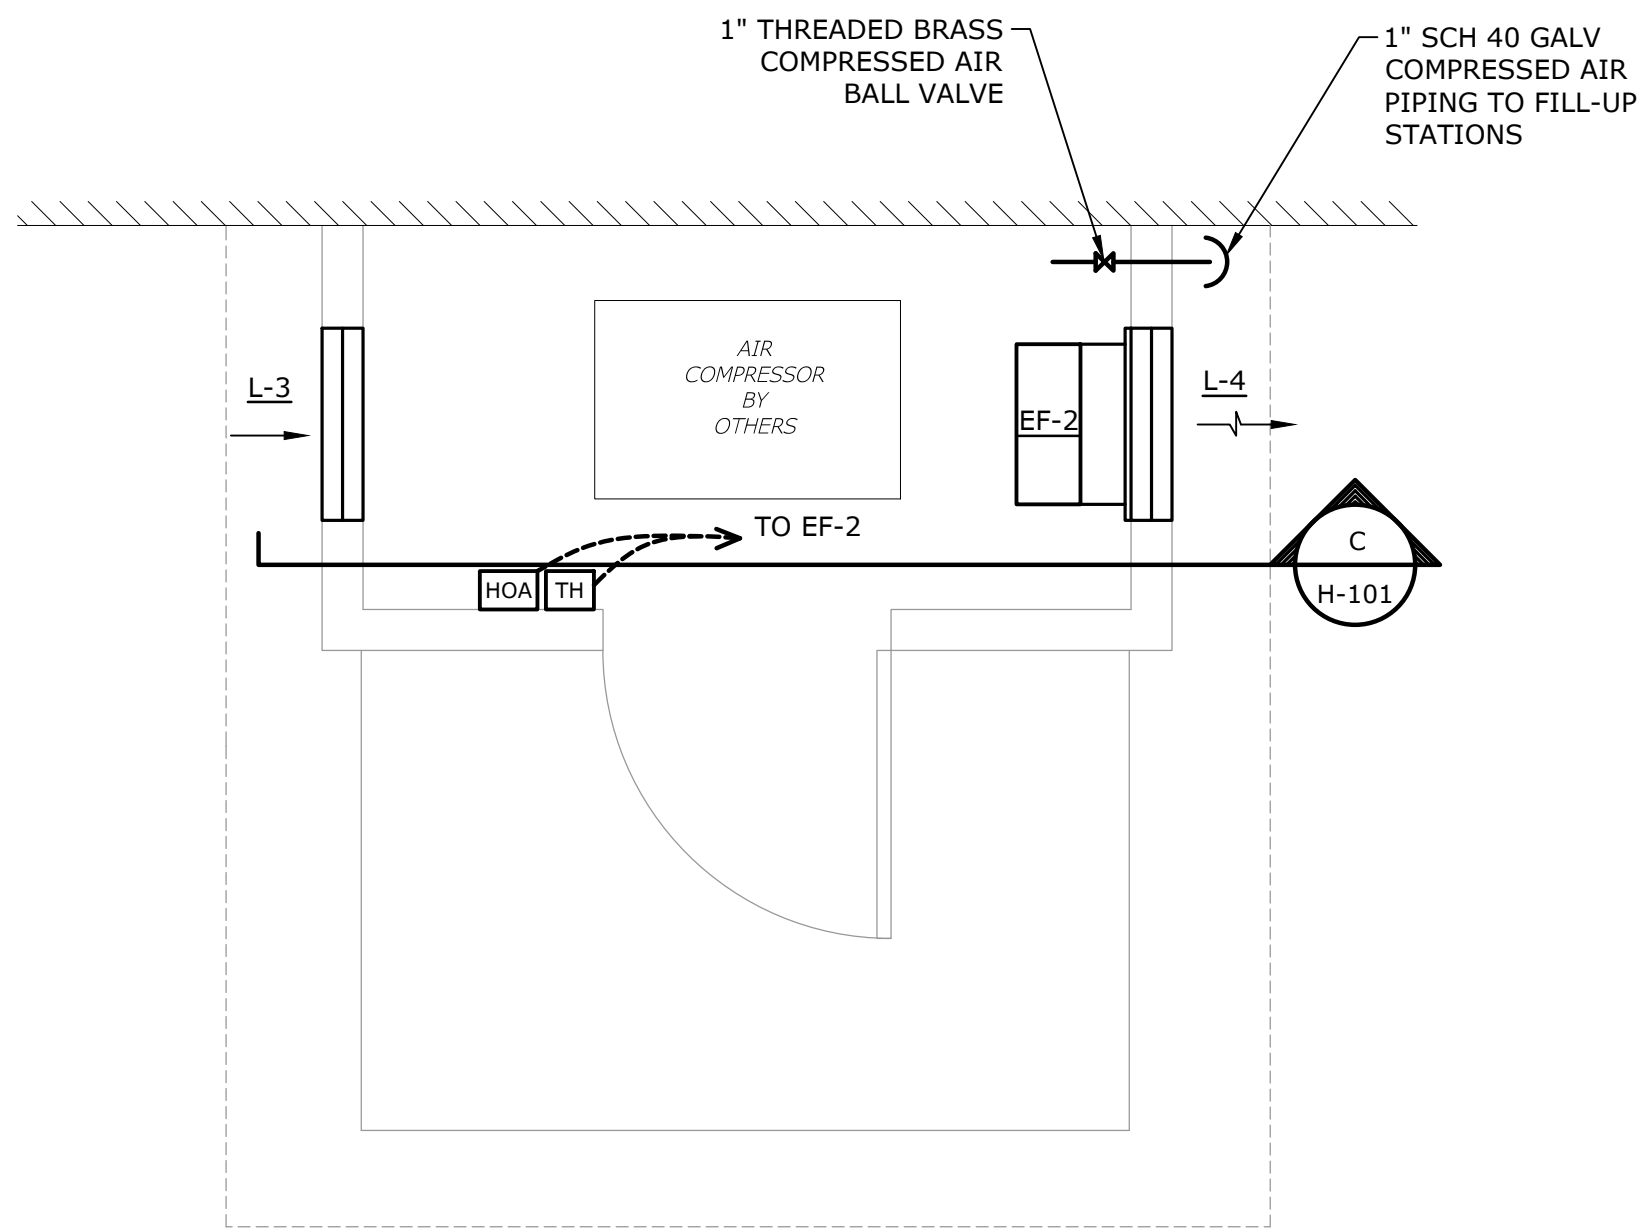 1" THREADED BRASS
COMPRESSED AIR
BALL VALVE
1" SCH 40 GALV
COMPRESSED AIR
PIPING TO FILL-UP
STATIONS
AIR
COMPRESSOR
BY
OTHERS
L-3
EF-2
L-4
TO EF-2
HOA
TH
C
H-101